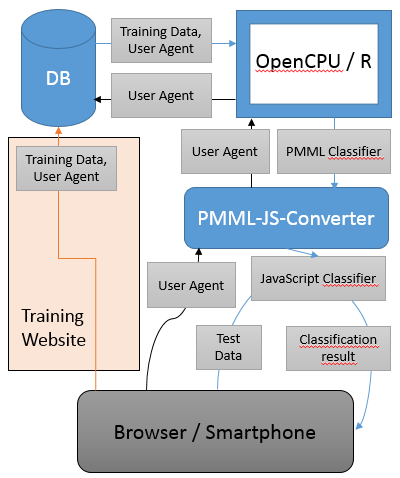 Training Data,
User Agent
DB
OpenCPU / R
User Agent
Training Data,
User Agent
User Agent
PMML Classifier
PMML-JS-Converter
User Agent
JavaScript Classifier
Training
Website
Test
Data
Classification
result
Browser / Smartphone